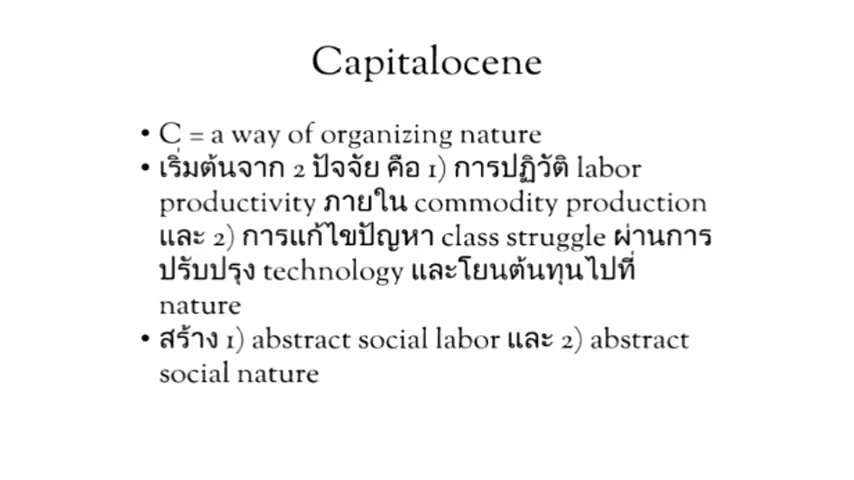 Capitalocene
• C = a way of organizing nature
• เริ่มต้นจาก 2 ปัจจัย คือ 1) การปฏิวัติ labor
productivity ภายใน commodity production
และ 2) การแก้ไขปัญหา class struggle ผ่านการ
ปรับปรุง technology และโยนต้นทุนไปที่
nature
• สร้าง 1) abstract social labor และ 2) abstract
social nature